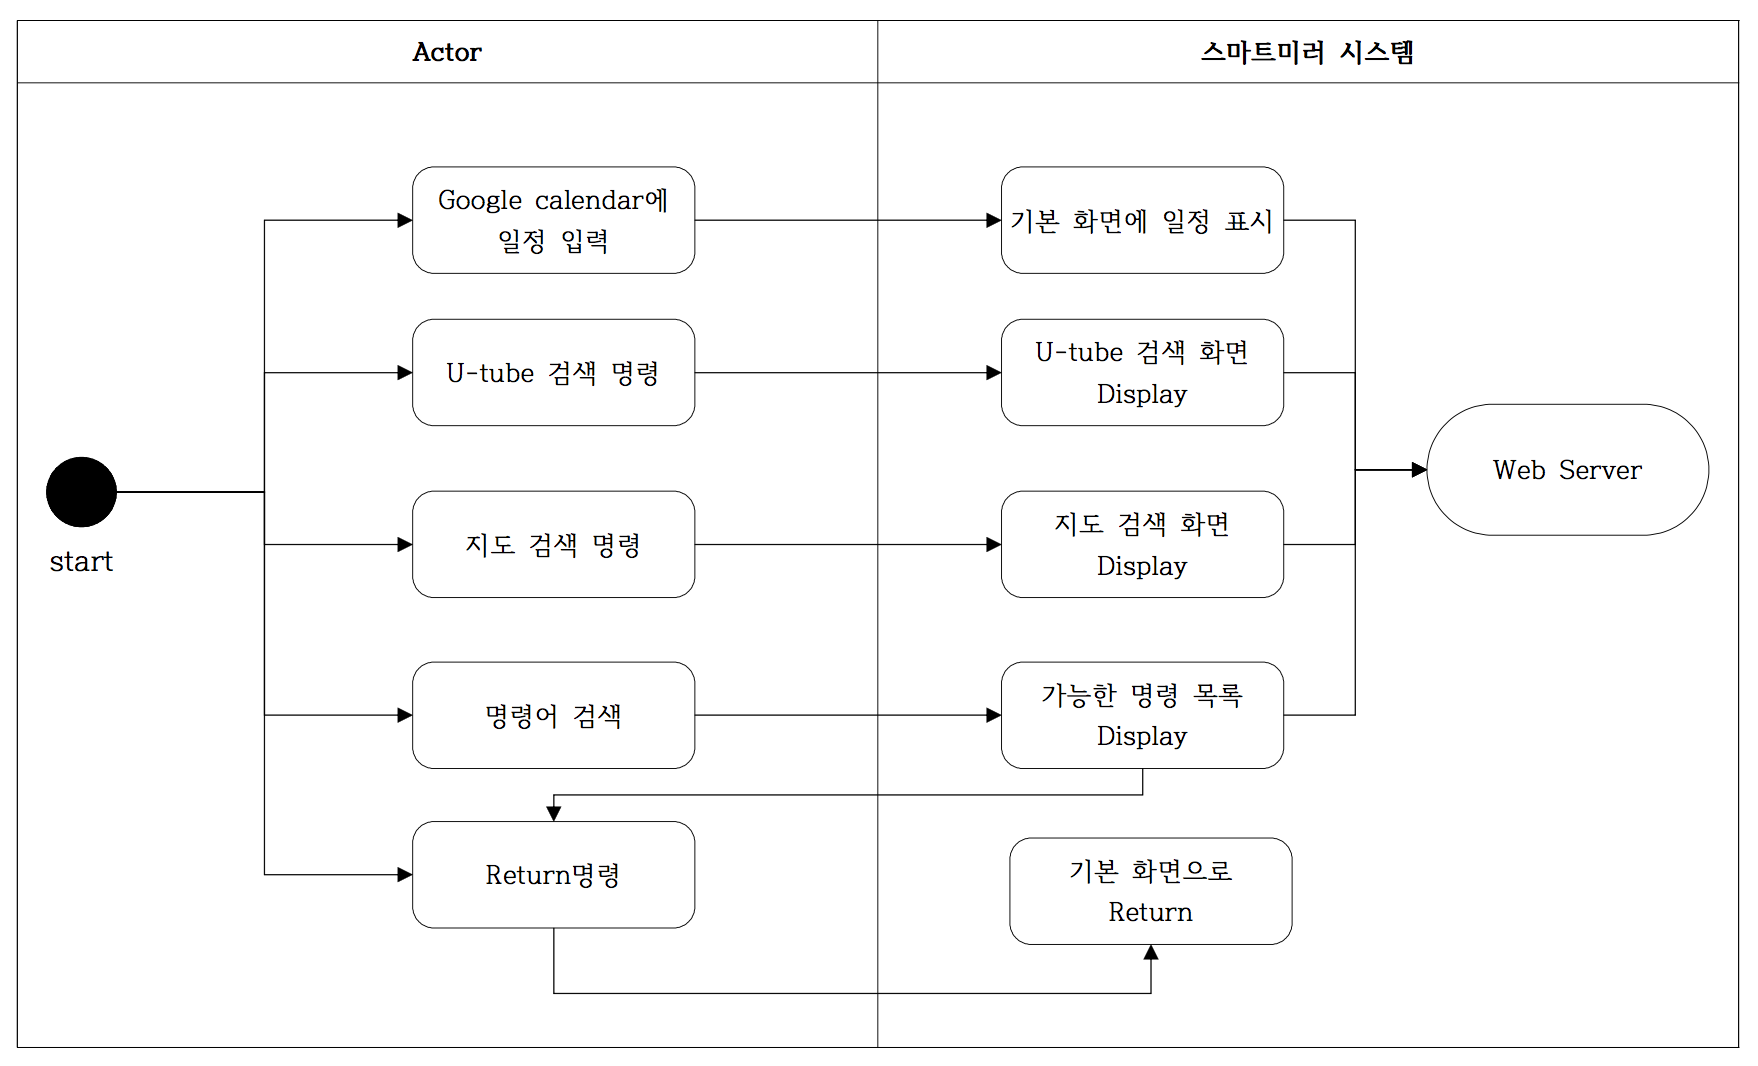 Actor
스마트미러 시스템
Google calendar에
일정 입력
기본 화면에 일정 표시
U-tube 검색 명령
U-tube 검색 화면
Display
Web Server
start
지도 검색 명령
지도 검색 화면
Display
명령어 검색
가능한 명령 목록
Display
Return명령
기본 화면으로
Return